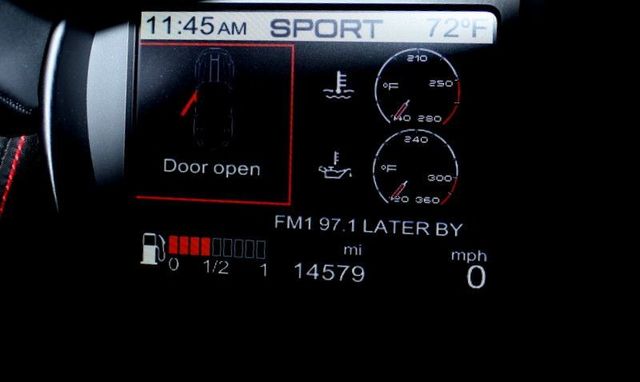 11:45AM SPORT 72°F
210
°F 250
140 280
Door open
240
°F 300
120 360
FM1 97.1 LATER BY
mi mph
0 1/2 1 14579 0